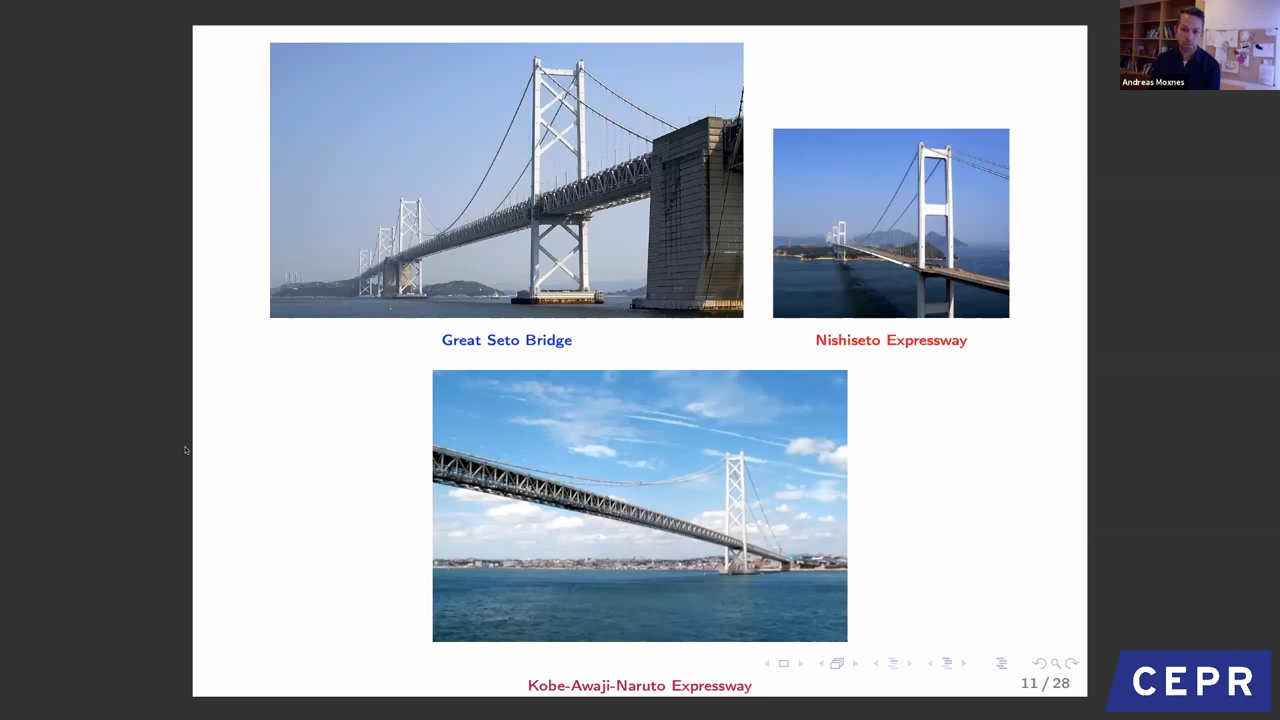 Andreas Moxnes
Great Seto Bridge
Nishiseto Expressway
Kobe-Awaji-Naruto Expressway
11 / 28
CEPR